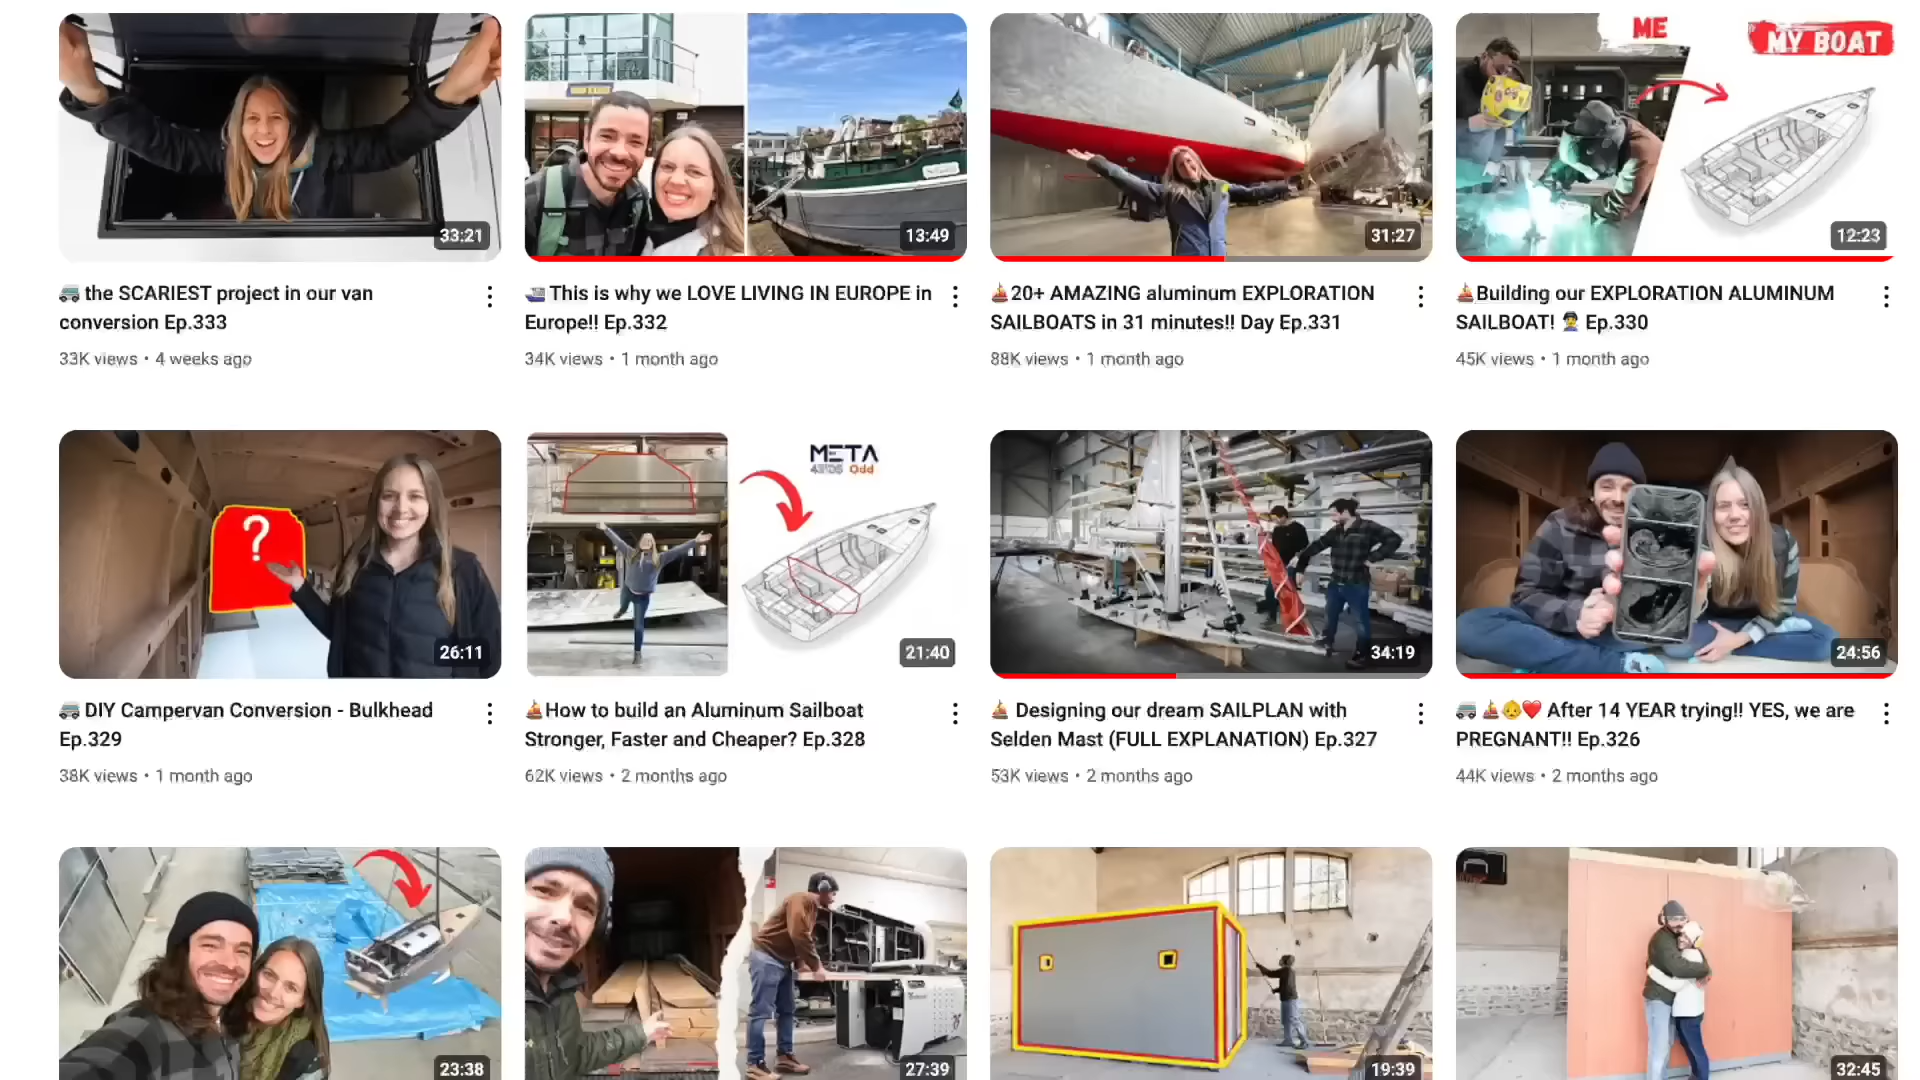 33:21
13:49
31:27
ME
MY BOAT
12:23
the SCARIEST project in our van
conversion Ep.333
33K views • 4 weeks ago
This is why we LOVE LIVING IN EUROPE in
Europe!! Ep.332
34K views • 1 month ago
20+ AMAZING aluminum EXPLORATION
SAILBOATS in 31 minutes!! Day Ep.331
88K views • 1 month ago
Building our EXPLORATION ALUMINUM
SAILBOAT! Ep.330
45K views • 1 month ago
?
26:11
META
Odd
21:40
34:19
24:56
DIY Campervan Conversion - Bulkhead
Ep.329
38K views • 1 month ago
How to build an Aluminum Sailboat
Stronger, Faster and Cheaper? Ep.328
62K views • 2 months ago
Designing our dream SAILPLAN with
Selden Mast (FULL EXPLANATION) Ep.327
53K views • 2 months ago
After 14 YEAR trying!! YES, we are
PREGNANT!! Ep.326
44K views • 2 months ago
23:38
27:39
19:39
32:45